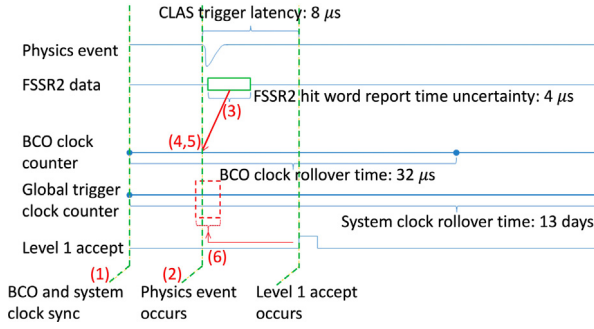 CLAS trigger latency: 8 µs
Physics event
FSSR2 data
FSSR2 hit word report time uncertainty: 4 µs
(3)
(4,5)
BCO clock
counter
BCO clock rollover time: 32 µs
Global trigger
clock counter
System clock rollover time: 13 days
Level 1 accept
(6)
(1)
(2)
BCO and system
clock sync
Physics event
occurs
Level 1 accept
occurs